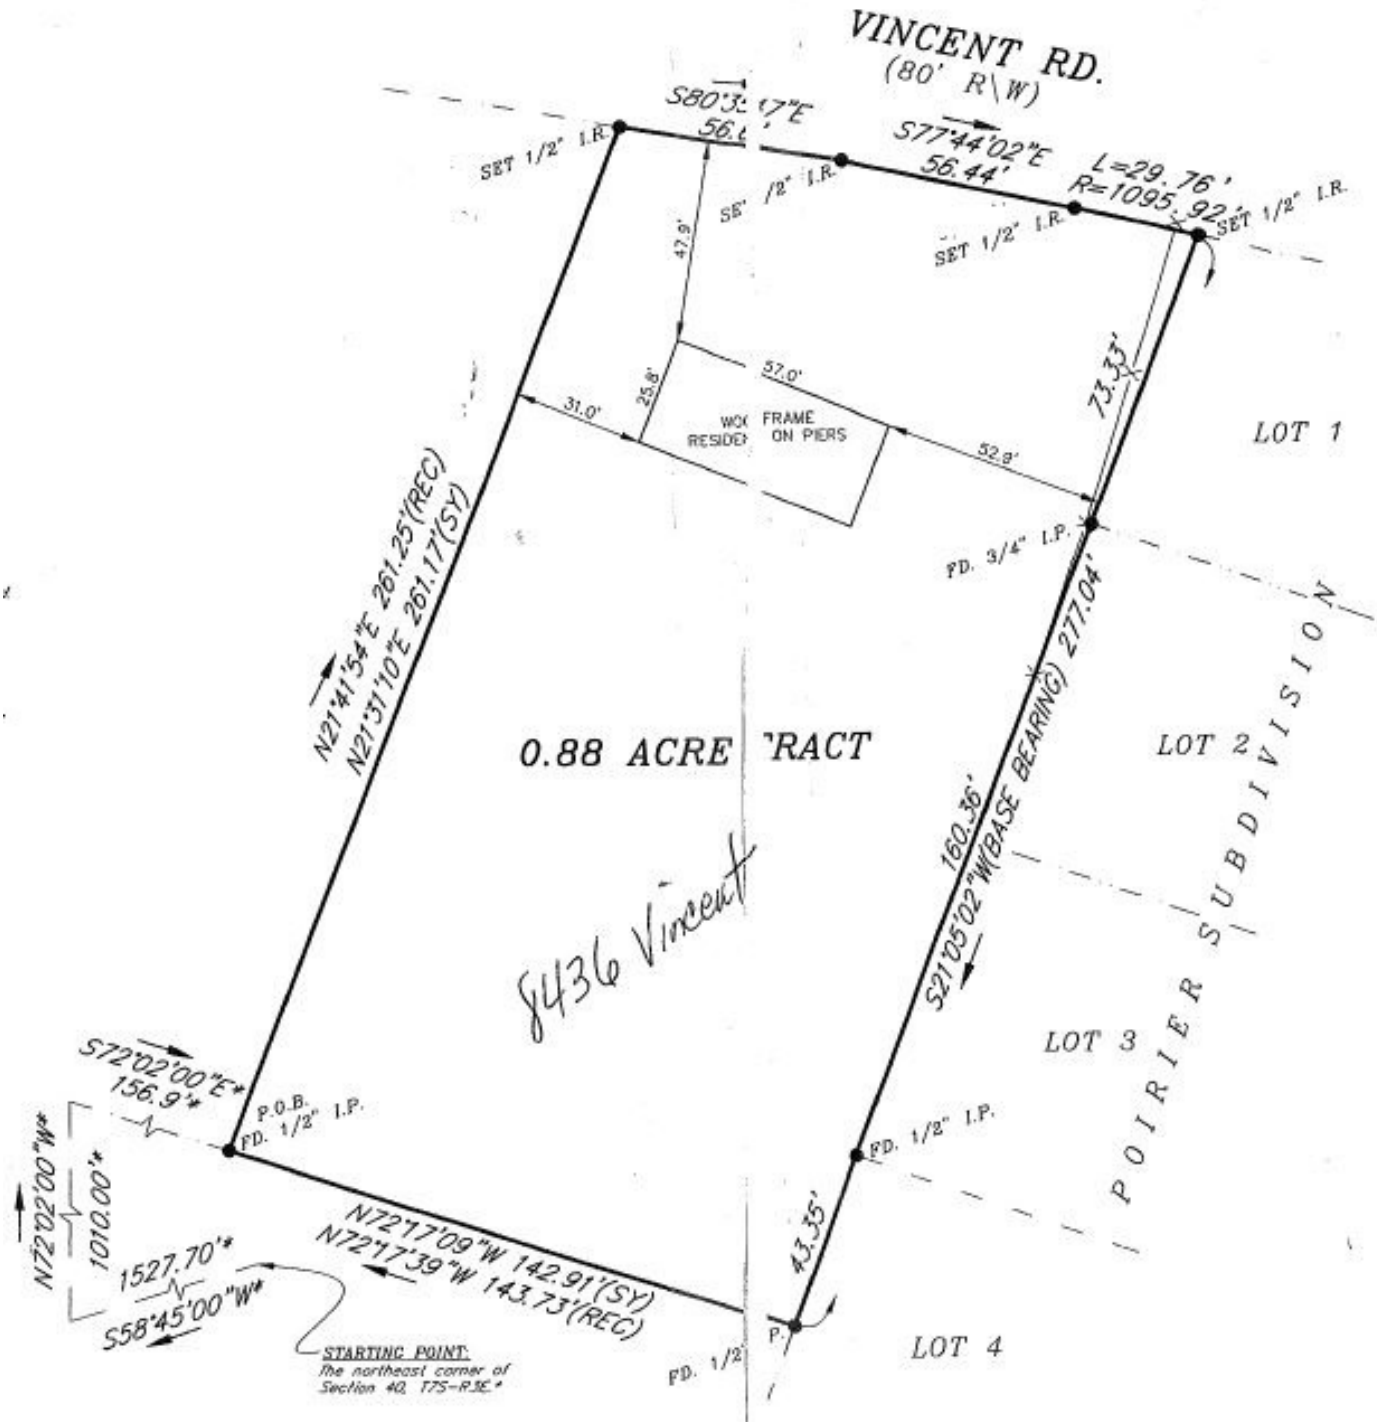 VINCENT RD.
(80' R\W)
56.
S77°44'02"E
56.44'
L=29.76'
R=1095.92'
SET 1/2" I.R.
/2" I.R.
SET 1/2" I.R.
SET 1/2" I.R.
47.9'
57.0'
25.8'
31.0'
FRAME
ON PIERS
52.9'
73.33'
LOT 1
FD. 3/4" I.P.
N21°41'54"E 261.25'(REC)
N21°31'10"E 261.17'(SY)
0.88 ACRE RACT
160.36'
S21°05'02"W(BASE BEARING) 277.04'
LOT 2
POIRIER SUBDIVISION
8436 Vincent
LOT 3
S72°02'00"E*
156.9'*
P.O.B.
FD. 1/2" I.P.
FD. 1/2" I.P.
N72°02'00"W*
1010.00'*
1527.70'*
S58°45'00"W*
N72°17'09"W 142.91'(SY)
N72°17'39"W 143.73'(REC)
43.35'
FD. 1/2 P.
LOT 4
STARTING POINT:
The northeast corner of
Section 40, T7S-R3E*